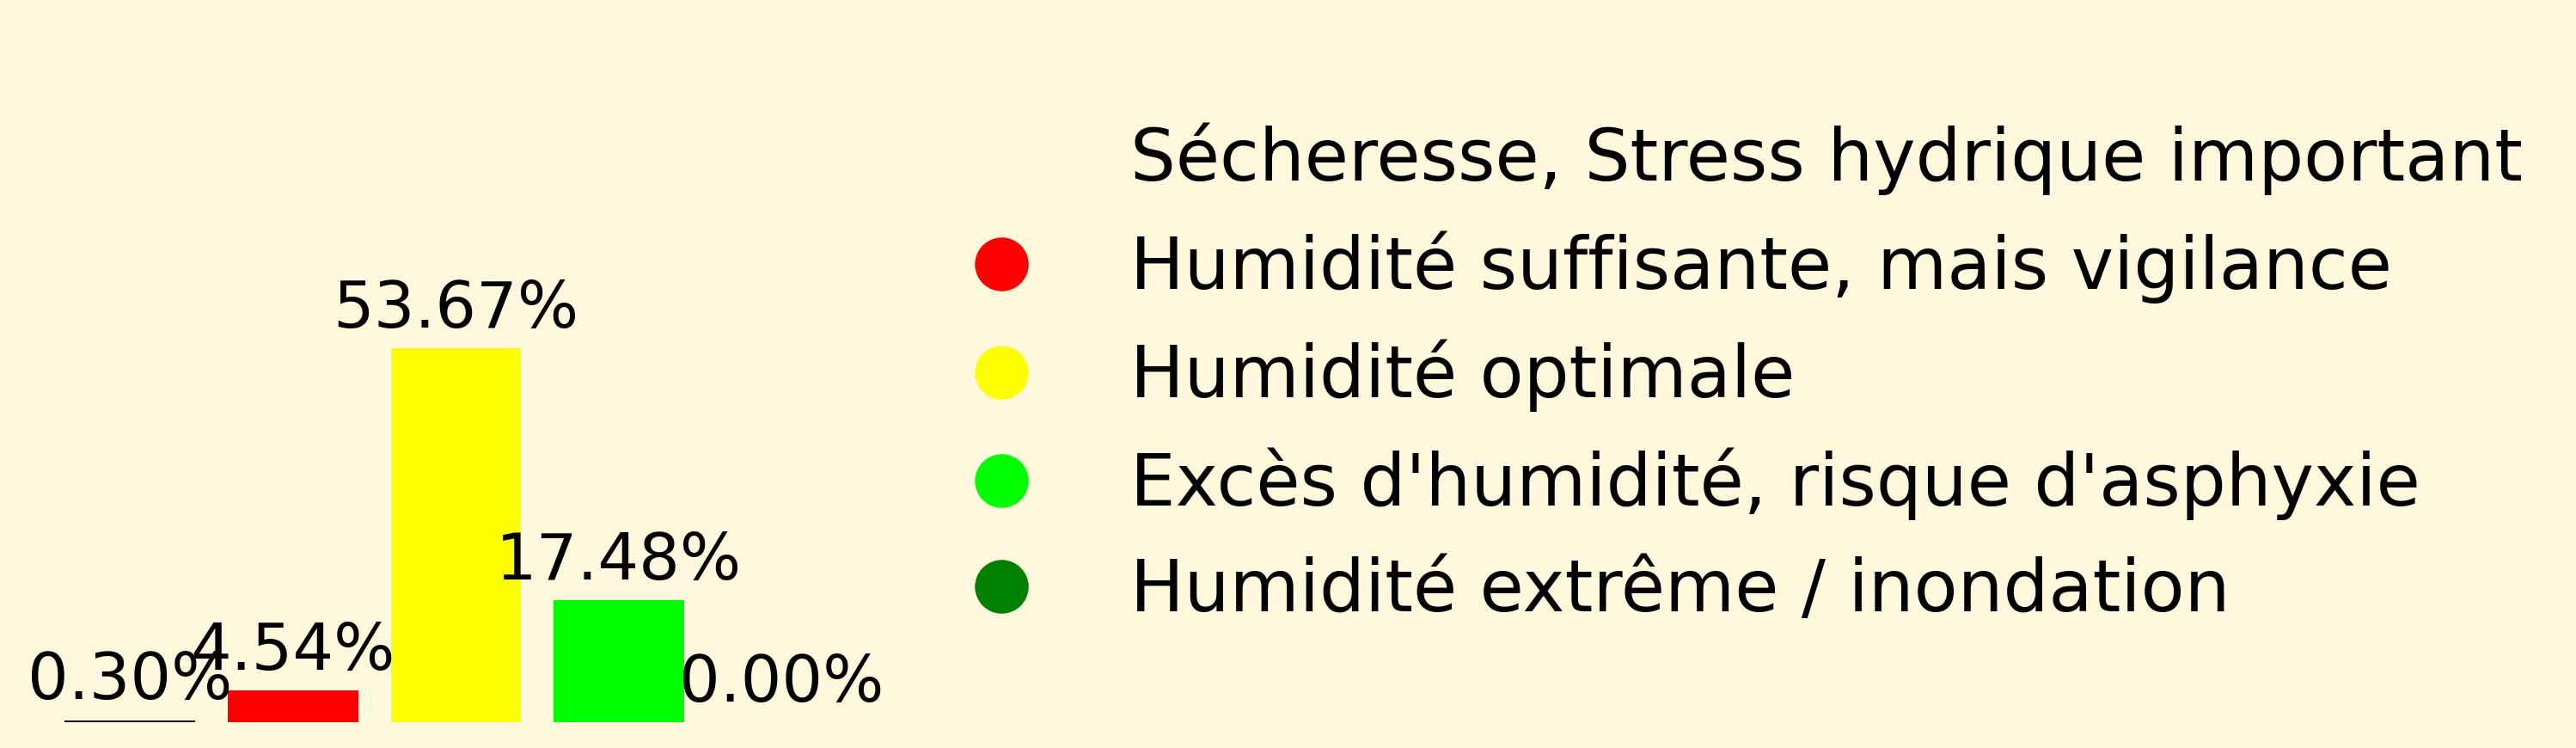 53.67%
17.48%
4.54%
0.30%
0.00%
Sécheresse, Stress hydrique important
Humidité suffisante, mais vigilance
Humidité optimale
Excès d'humidité, risque d'asphyxie
Humidité extrême / inondation